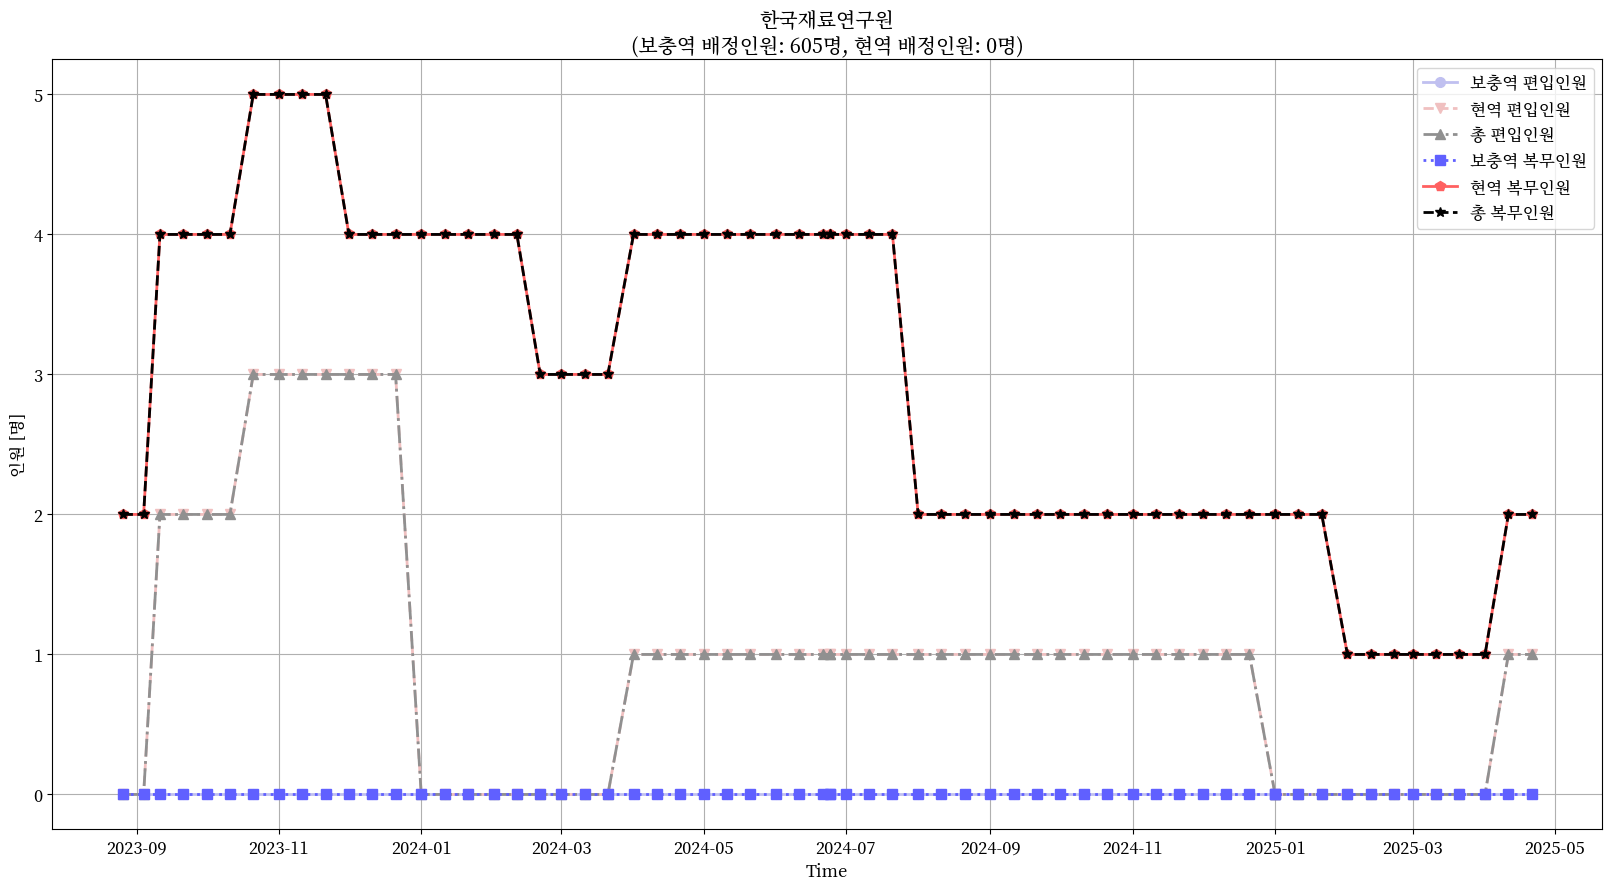 한국재료연구원
(보충역 배정인원: 605명, 현역 배정인원: 0명)
보충역 편입인원
현역 편입인원
총 편입인원
보충역 복무인원
현역 복무인원
총 복무인원
인원 [명]
5
4
3
2
1
0
2023-09
2023-11
2024-01
2024-03
2024-05
2024-07
2024-09
2024-11
2025-01
2025-03
2025-05
Time